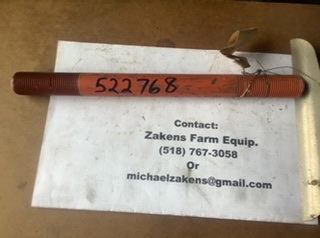 522768
Contact:
Zakens Farm Equip.
(518) 767-3058
Or
michaelzakens@gmail.com